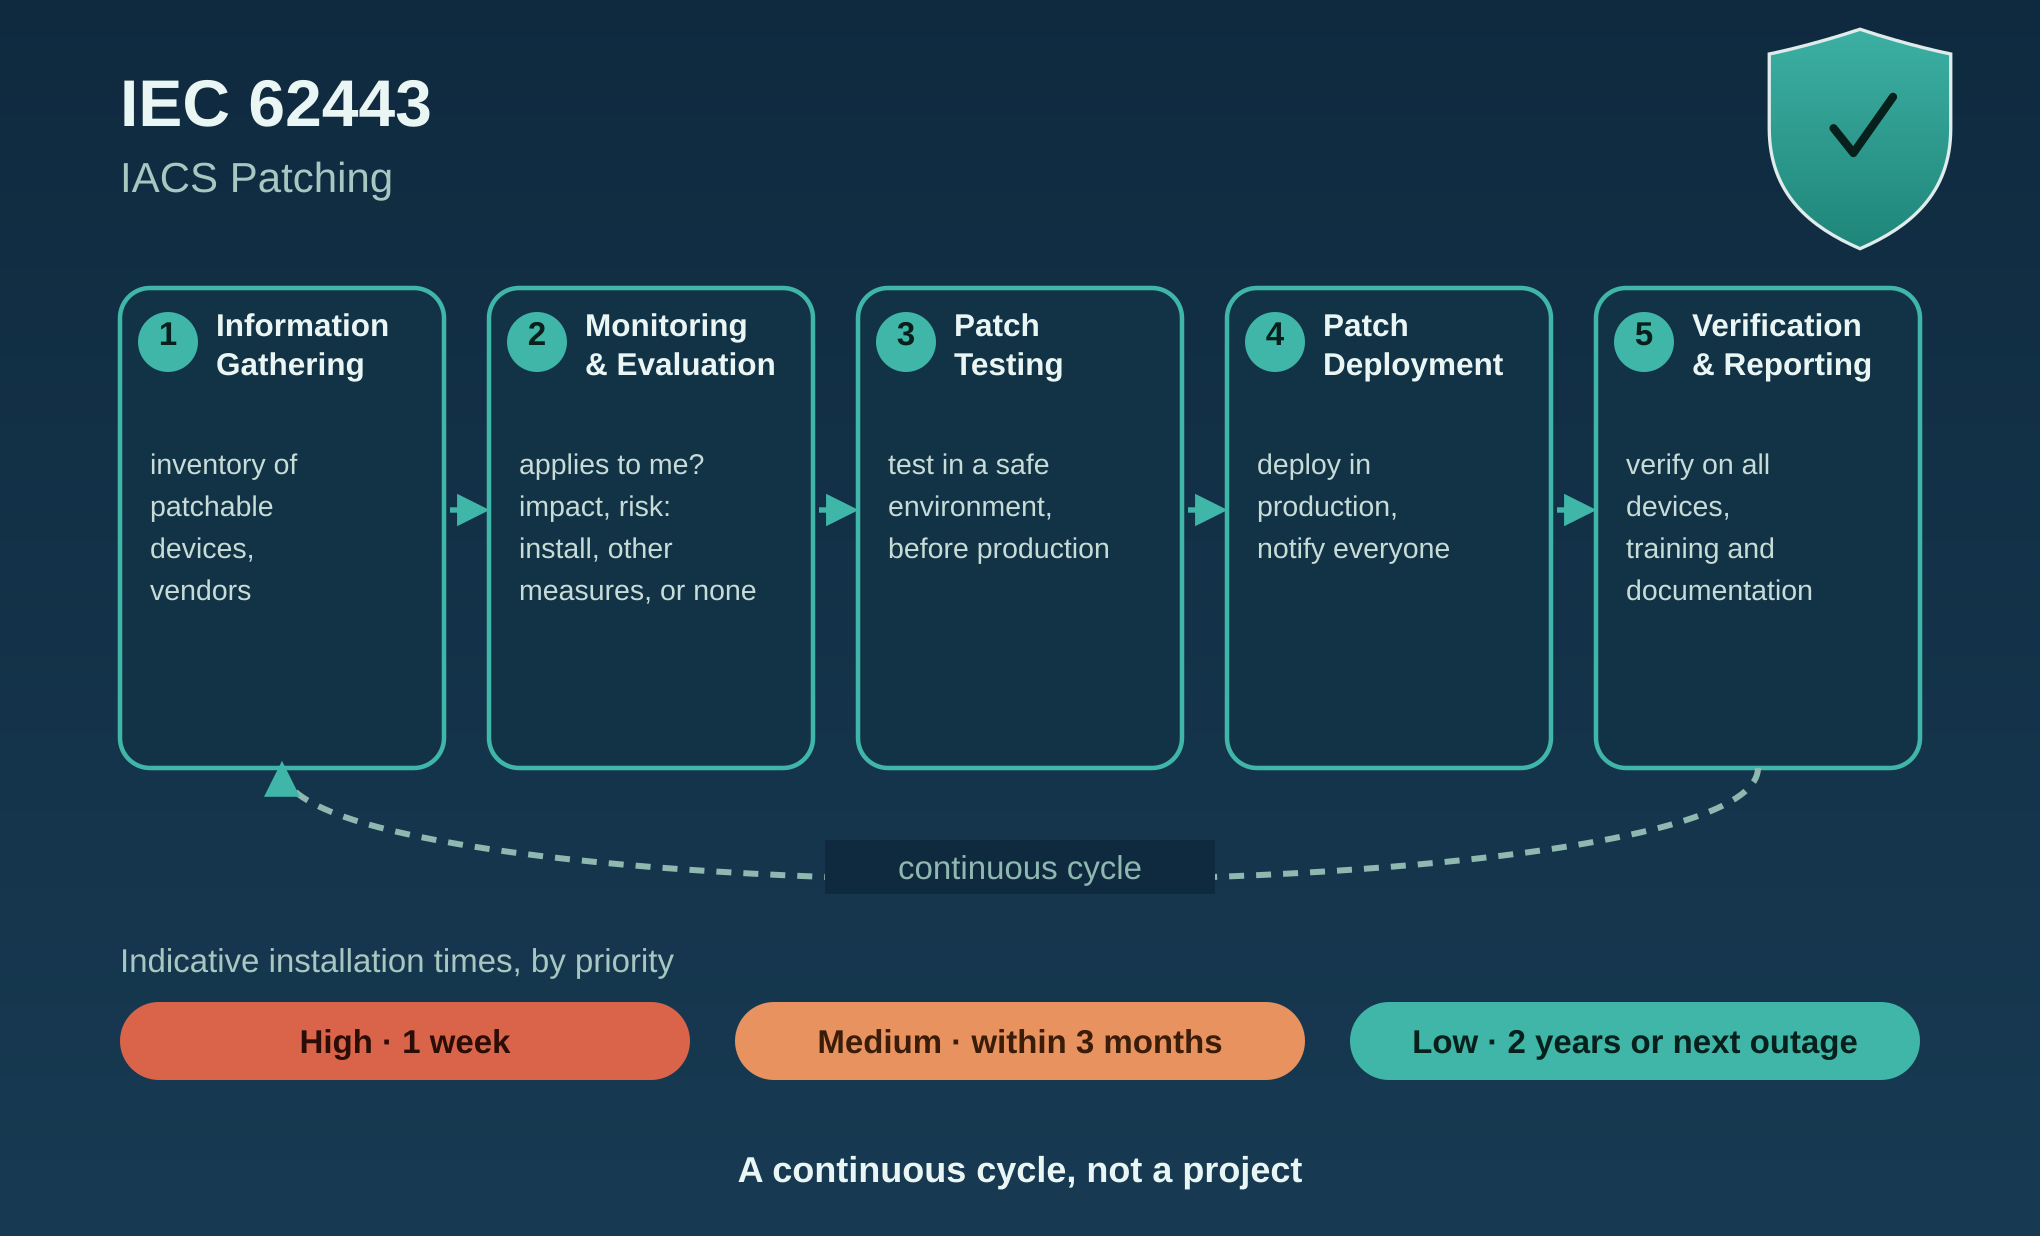 IEC 62443
IACS Patching
1
Information
Gathering
inventory of
patchable
devices,
vendors
2
Monitoring
& Evaluation
applies to me?
impact, risk:
install, other
measures, or none
3
Patch
Testing
test in a safe
environment,
before production
4
Patch
Deployment
deploy in
production,
notify everyone
5
Verification
& Reporting
verify on all
devices,
training and
documentation
continuous cycle
Indicative installation times, by priority
High · 1 week
Medium · within 3 months
Low · 2 years or next outage
A continuous cycle, not a project